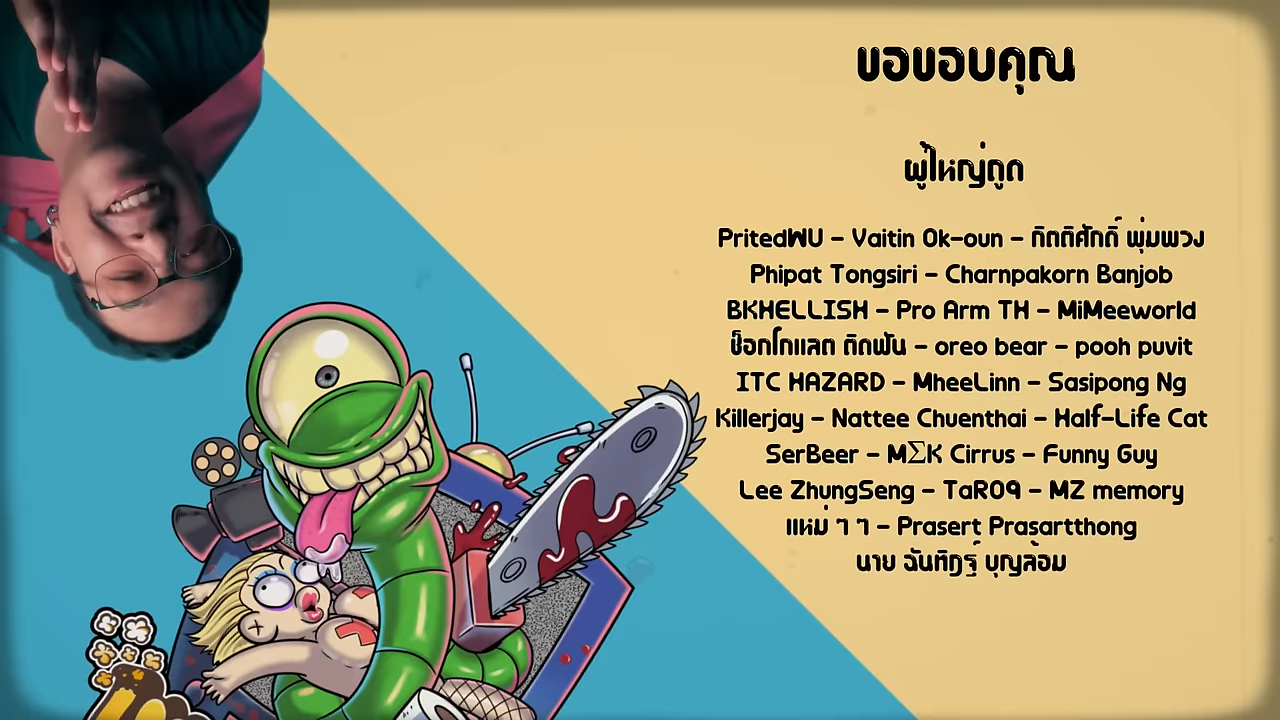 ขอขอบคุณ
ผู้ใหญ่ถูด
PritedWU - Vaitin Ok-oun - กิตติศักดิ์ พุ่มพวง
Phipat Tongsiri - Charnpakorn Banjob
BKHELLISH - Pro Arm TH - MiMeeworld
ช็อกโกแลต ติดฟัน - oreo bear - pooh puvit
ITC HAZARD - MheeLinn - Sasipong Ng
Killerjay - Nattee Chuenthai - Half-Life Cat
SerBeer - MΣK Cirrus - Funny Guy
Lee ZhungSeng - TaRO9 - MZ memory
แหม่ ๆ ๆ - Prasert Prasartthong
นาย ฉันทิฏฐ์ บุญล้อม